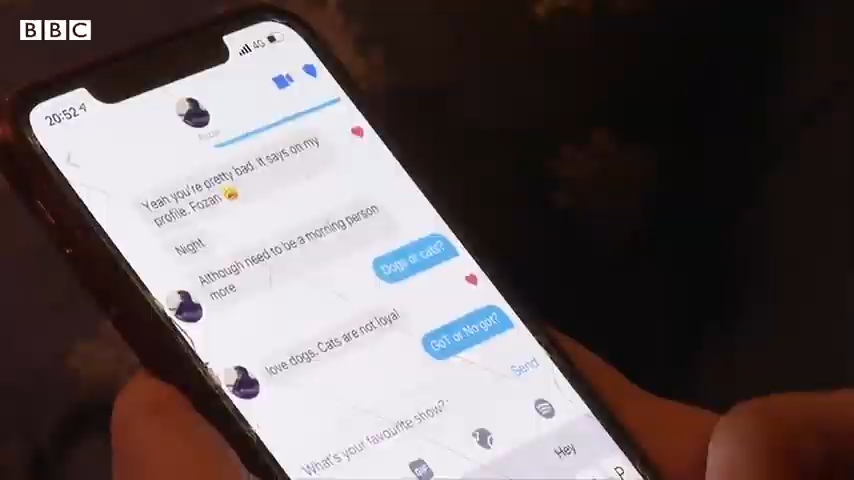 BBC
20:52
4G
Yeah you're pretty bad. It says on my
profile. Fozan 😩
Night
Although need to be a morning person
more
Dogs or cats?
love dogs. Cats are not loyal
GoT or No got?
What's your favourite show?
Send
GIF
Hey
P